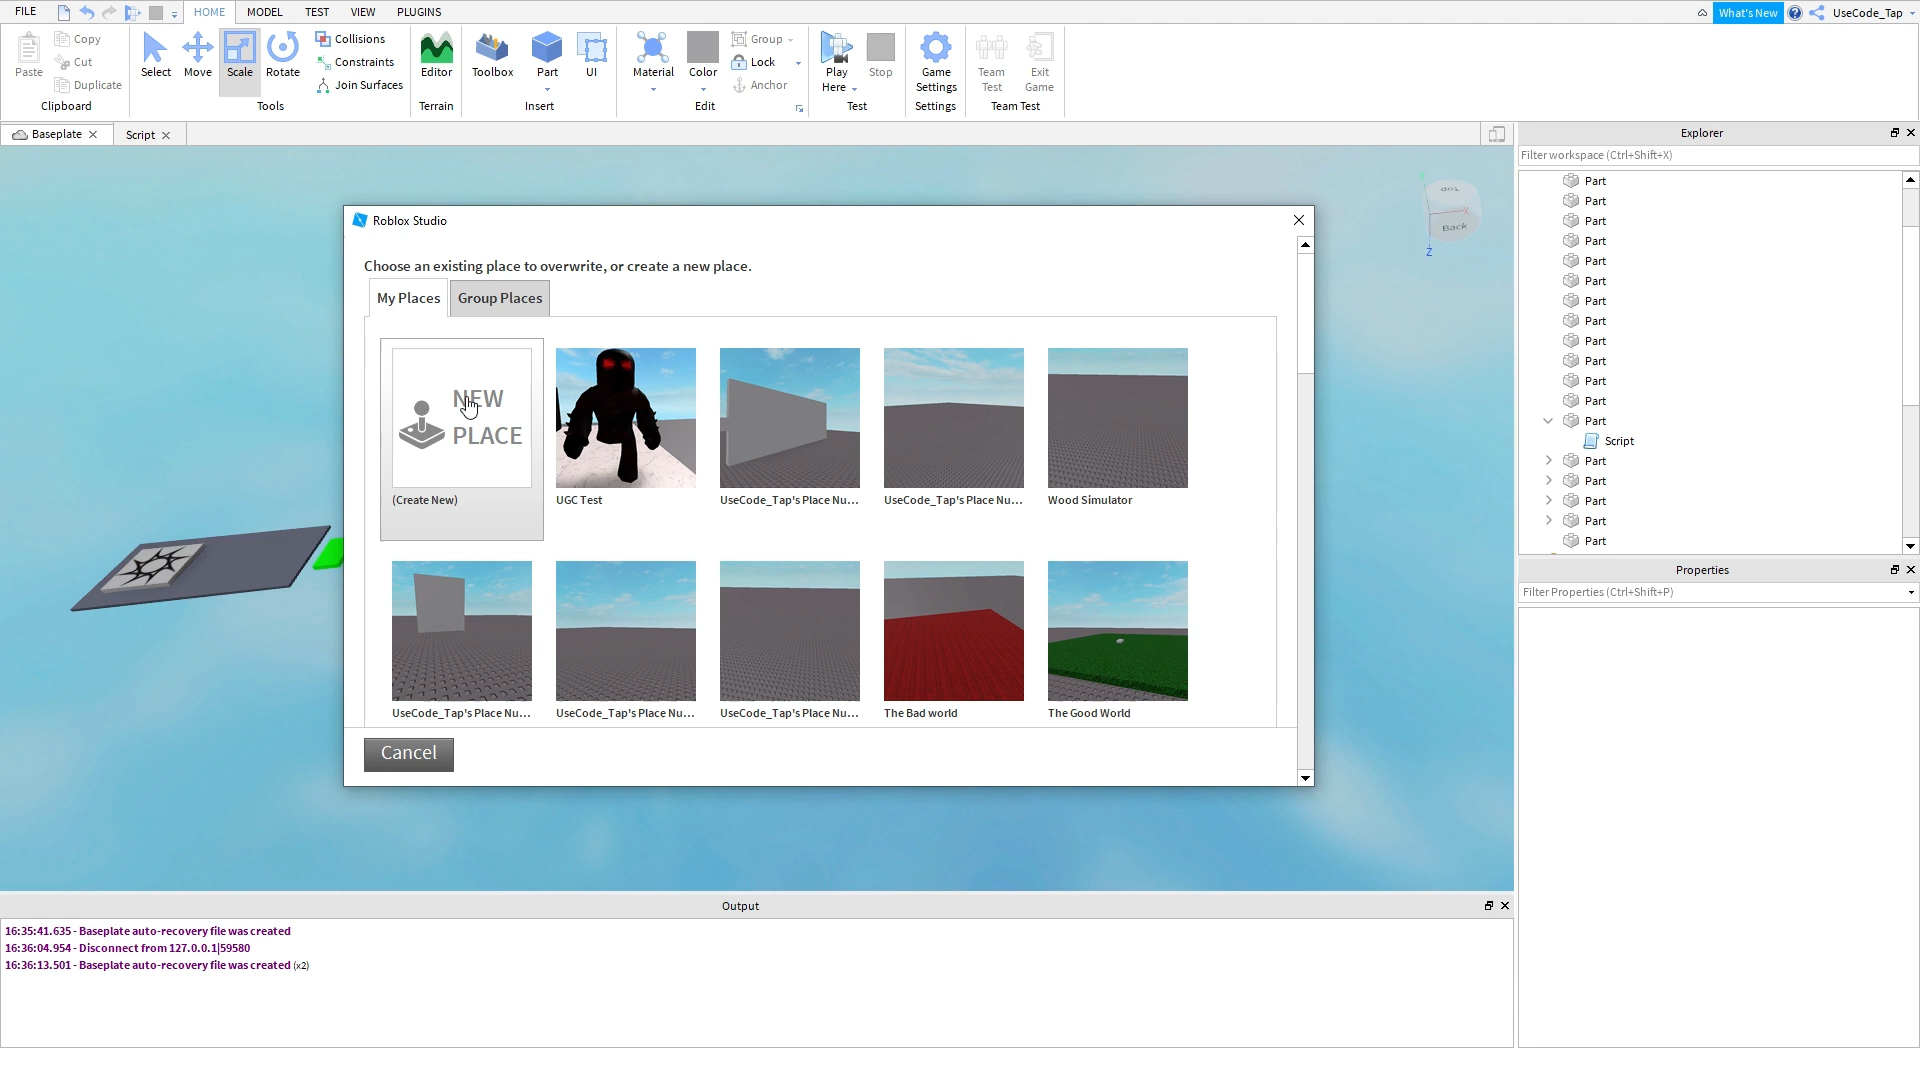 FILE HOME MODEL TEST VIEW PLUGINS What's New UseCode_Tap
Paste Copy Cut Duplicate Select Move Scale Rotate Collisions Constraints Join Surfaces Editor Toolbox Part UI Material Color Group Lock Anchor Play Here Stop Game Settings Team Test Exit Game
Clipboard Tools Terrain Insert Edit Test Settings Team Test
Baseplate Script
Explorer
Filter workspace (Ctrl+Shift+X)
Part
Part
Part
Part
Part
Part
Part
Part
Part
Part
Part
Part
Part
Script
Part
Part
Part
Part
Part
Properties
Filter Properties (Ctrl+Shift+P)
Top
Back
X
Z
Roblox Studio
Choose an existing place to overwrite, or create a new place.
My Places Group Places
NEW
PLACE
(Create New) UGC Test UseCode_Tap's Place Nu... UseCode_Tap's Place Nu... Wood Simulator
UseCode_Tap's Place Nu... UseCode_Tap's Place Nu... UseCode_Tap's Place Nu... The Bad world The Good World
Cancel
Output
16:35:41.635 - Baseplate auto-recovery file was created
16:36:04.954 - Disconnect from 127.0.0.1|59580
16:36:13.501 - Baseplate auto-recovery file was created (x2)